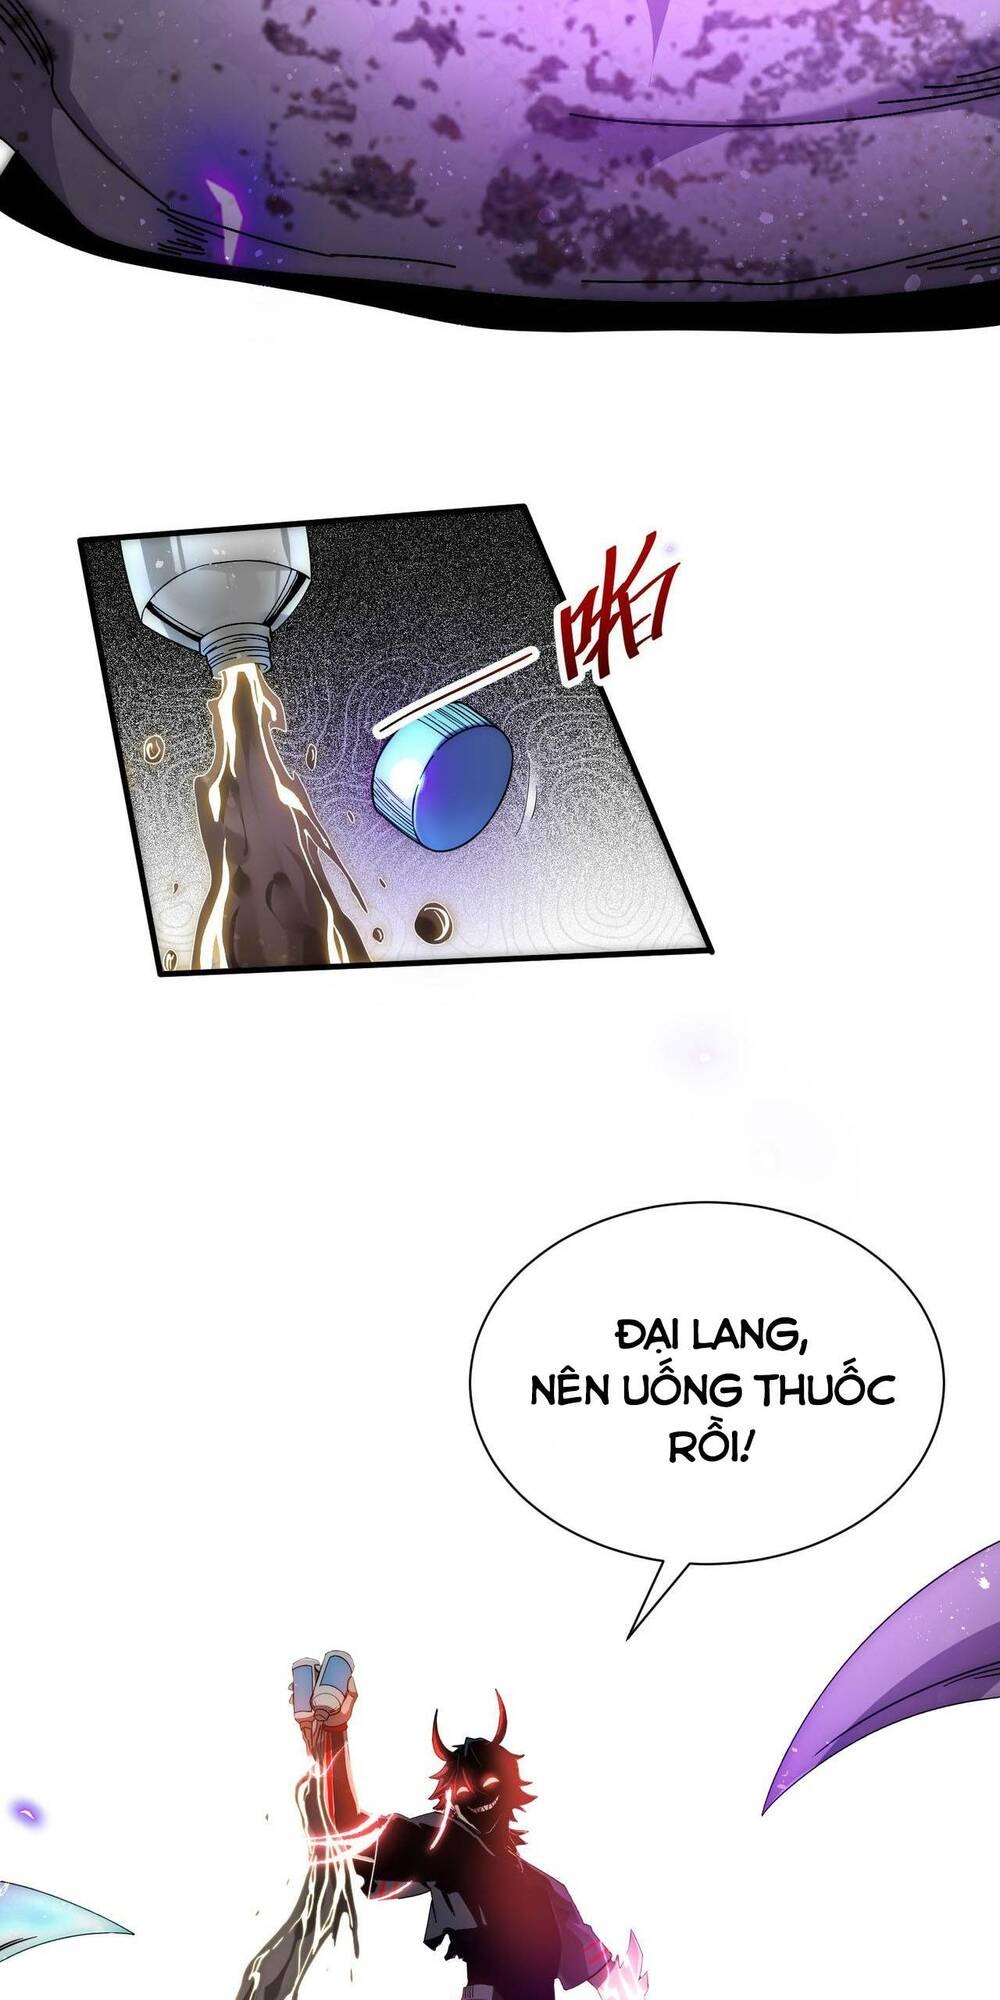 啪
ĐẠI LANG,
NÊN UỐNG THUỐC
RỒI!